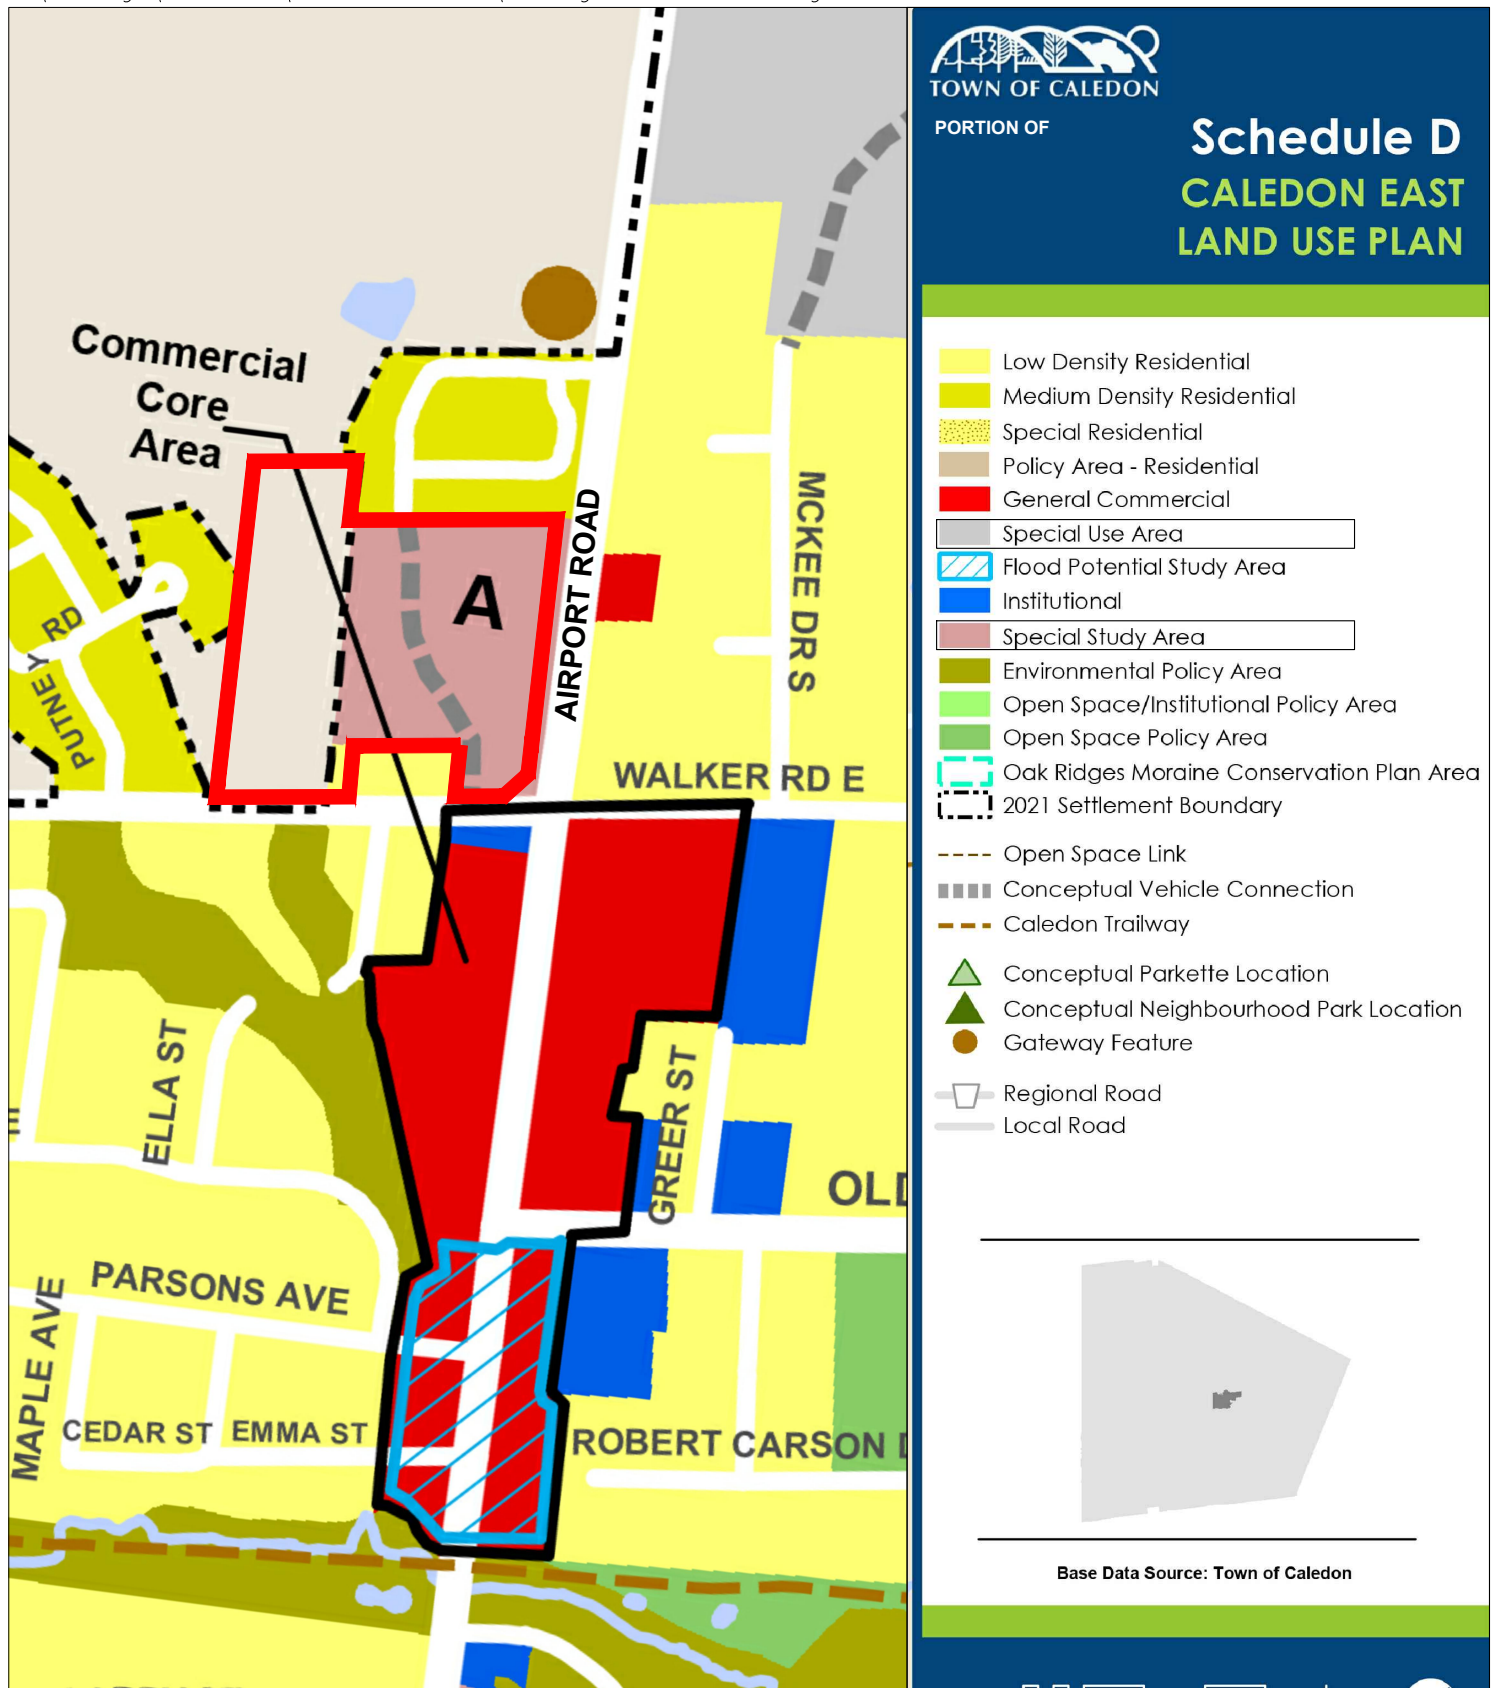 Commercial
Core
Area
A
AIRPORT ROAD
MCKEE DR S
PUTNEY RD
WALKER RD E
ELLA ST
GREER ST
OLD
PARSONS AVE
MAPLE AVE
CEDAR ST
EMMA ST
ROBERT CARSON D
TOWN OF CALEDON
PORTION OF
Schedule D
CALEDON EAST
LAND USE PLAN
Low Density Residential
Medium Density Residential
Special Residential
Policy Area - Residential
General Commercial
Special Use Area
Flood Potential Study Area
Institutional
Special Study Area
Environmental Policy Area
Open Space/Institutional Policy Area
Open Space Policy Area
Oak Ridges Moraine Conservation Plan Area
2021 Settlement Boundary
Open Space Link
Conceptual Vehicle Connection
Caledon Trailway
Conceptual Parkette Location
Conceptual Neighbourhood Park Location
Gateway Feature
Regional Road
Local Road
Base Data Source: Town of Caledon